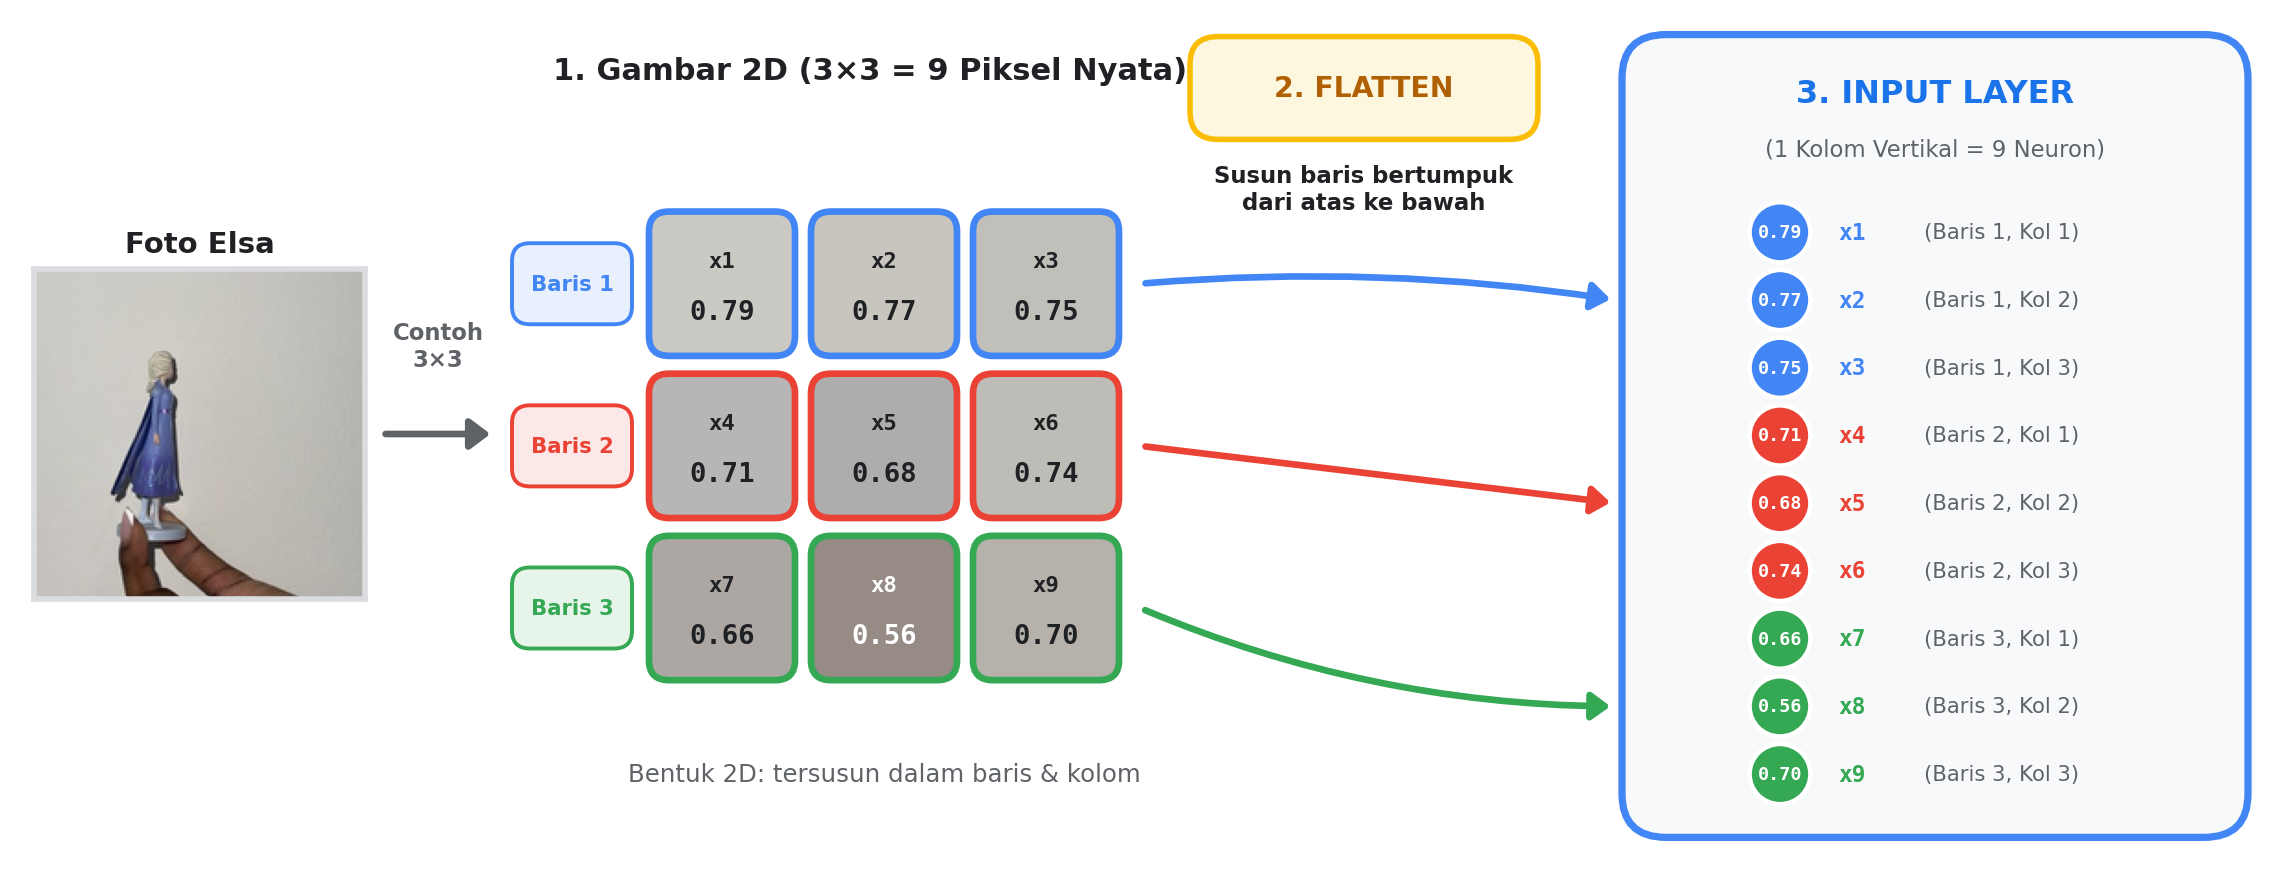 1. Gambar 2D (3×3 = 9 Piksel Nyata)
2. FLATTEN
Susun baris bertumpuk
dari atas ke bawah
Foto Elsa
Contoh
3×3
Baris 1
x1
x2
x3
0.79
0.77
0.75
Baris 2
x4
x5
x6
0.71
0.68
0.74
Baris 3
x7
x8
x9
0.66
0.56
0.70
Bentuk 2D: tersusun dalam baris & kolom
3. INPUT LAYER
(1 Kolom Vertikal = 9 Neuron)
0.79 x1 (Baris 1, Kol 1)
0.77 x2 (Baris 1, Kol 2)
0.75 x3 (Baris 1, Kol 3)
0.71 x4 (Baris 2, Kol 1)
0.68 x5 (Baris 2, Kol 2)
0.74 x6 (Baris 2, Kol 3)
0.66 x7 (Baris 3, Kol 1)
0.56 x8 (Baris 3, Kol 2)
0.70 x9 (Baris 3, Kol 3)